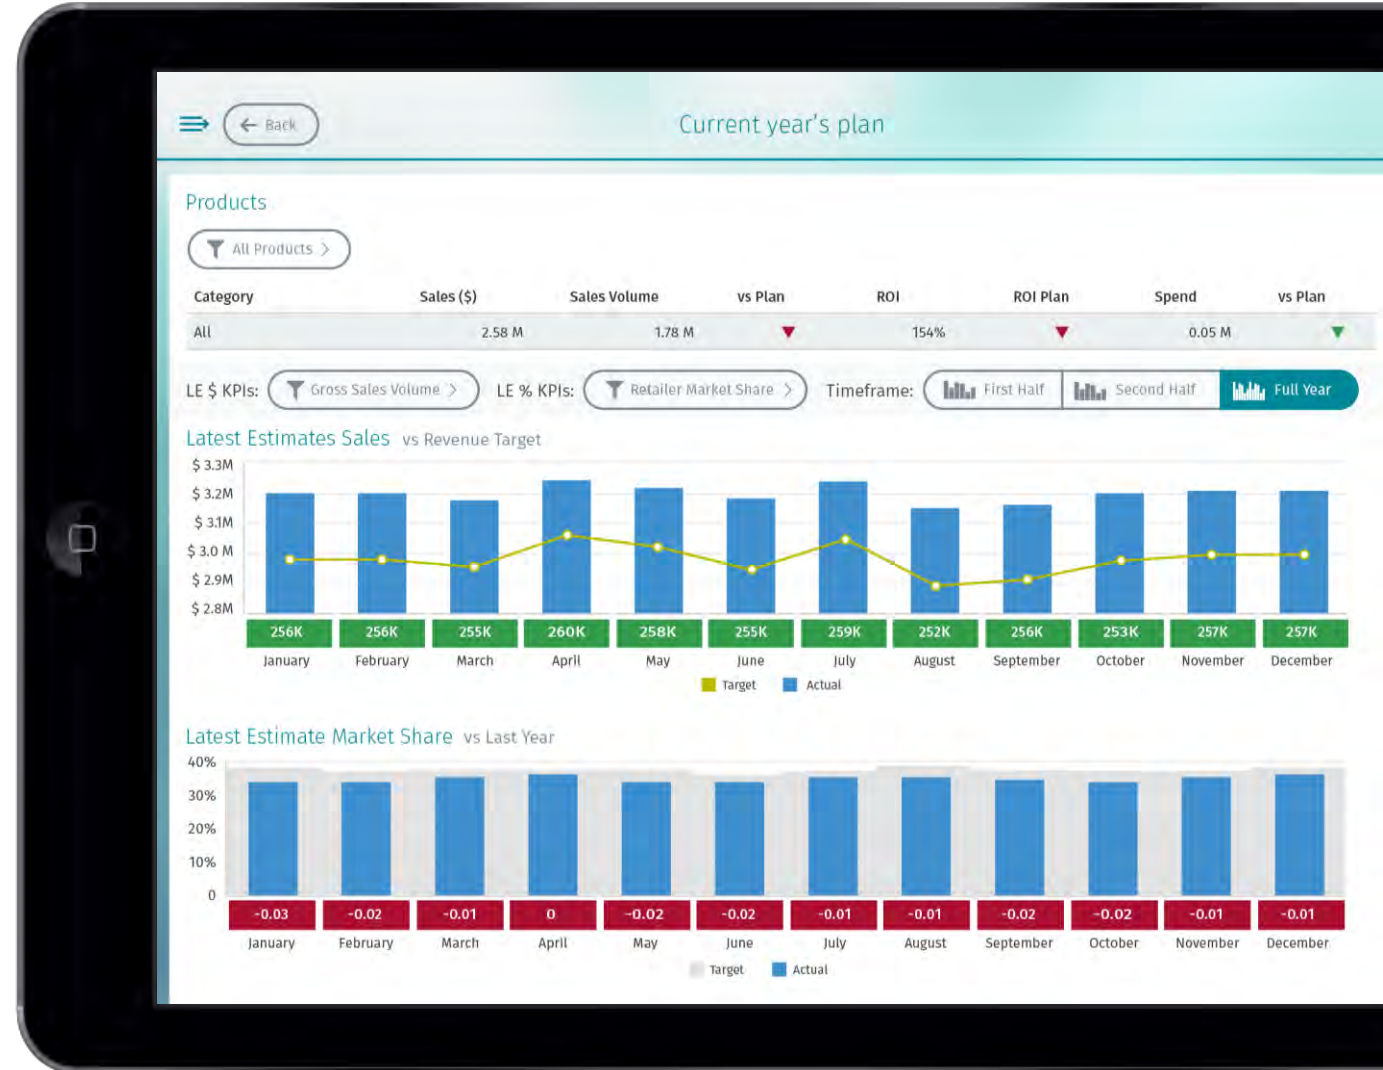 ← Back
Current year's plan
Products
All Products >
Category Sales ($) Sales Volume vs Plan ROI ROI Plan Spend vs Plan
All 2.58 M 1.78 M ▼ 154% ▼ 0.05 M ▼
LE $ KPIs: Gross Sales Volume > LE % KPIs: Retailer Market Share > Timeframe: First Half Second Half Full Year
Latest Estimates Sales vs Revenue Target
$ 3.3M
$ 3.2M
$ 3.1M
$ 3.0 M
$ 2.9M
$ 2.8M
256K 256K 255K 260K 258K 255K 259K 252K 256K 253K 257K 257K
January February March April May June July August September October November December
Target Actual
Latest Estimate Market Share vs Last Year
40%
30%
20%
10%
0
-0.03 -0.02 -0.01 0 -0.02 -0.02 -0.01 -0.01 -0.02 -0.02 -0.01 -0.01
January February March April May June July August September October November December
Target Actual